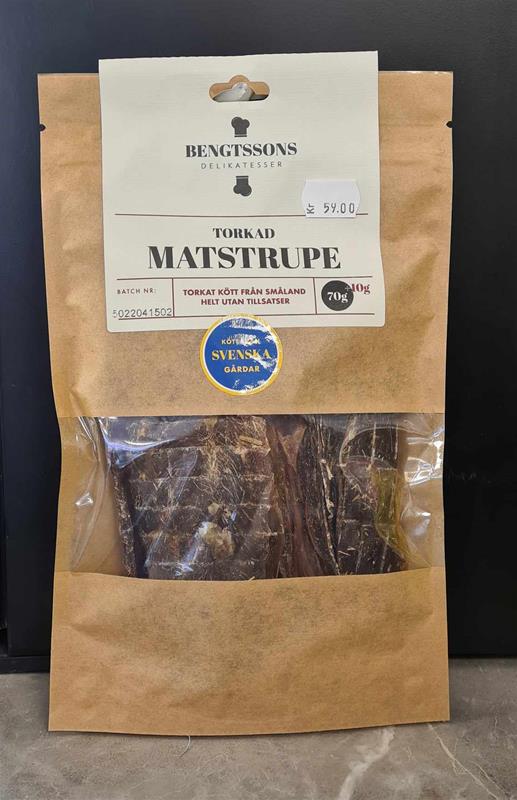 BENGTSSONS
DELIKATESSER
Kr 59.00
TORKAD
MATSTRUPE
BATCH NR:
5022041502
TORKAT KÖTT FRÅN SMÅLAND
HELT UTAN TILLSATSER
70g
+10g
SVENSKA
GÅRDAR